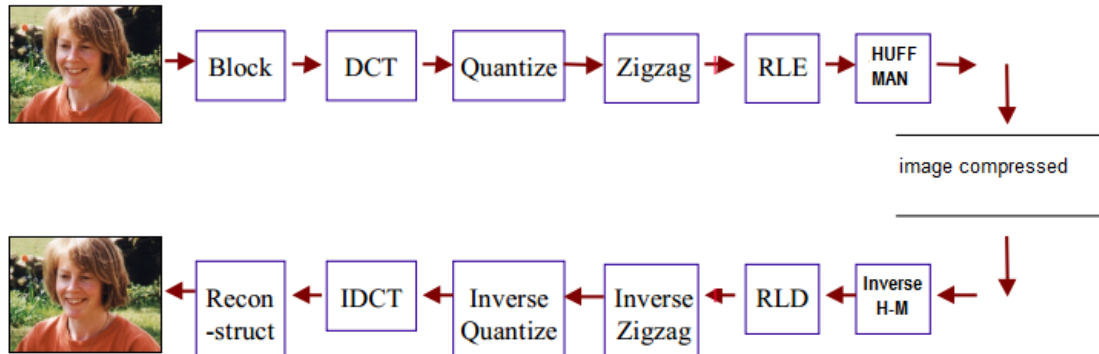 Block
DCT
Quantize
Zigzag
RLE
HUFF
MAN
image compressed
Recon
-struct
IDCT
Inverse
Quantize
Inverse
Zigzag
RLD
Inverse
H-M